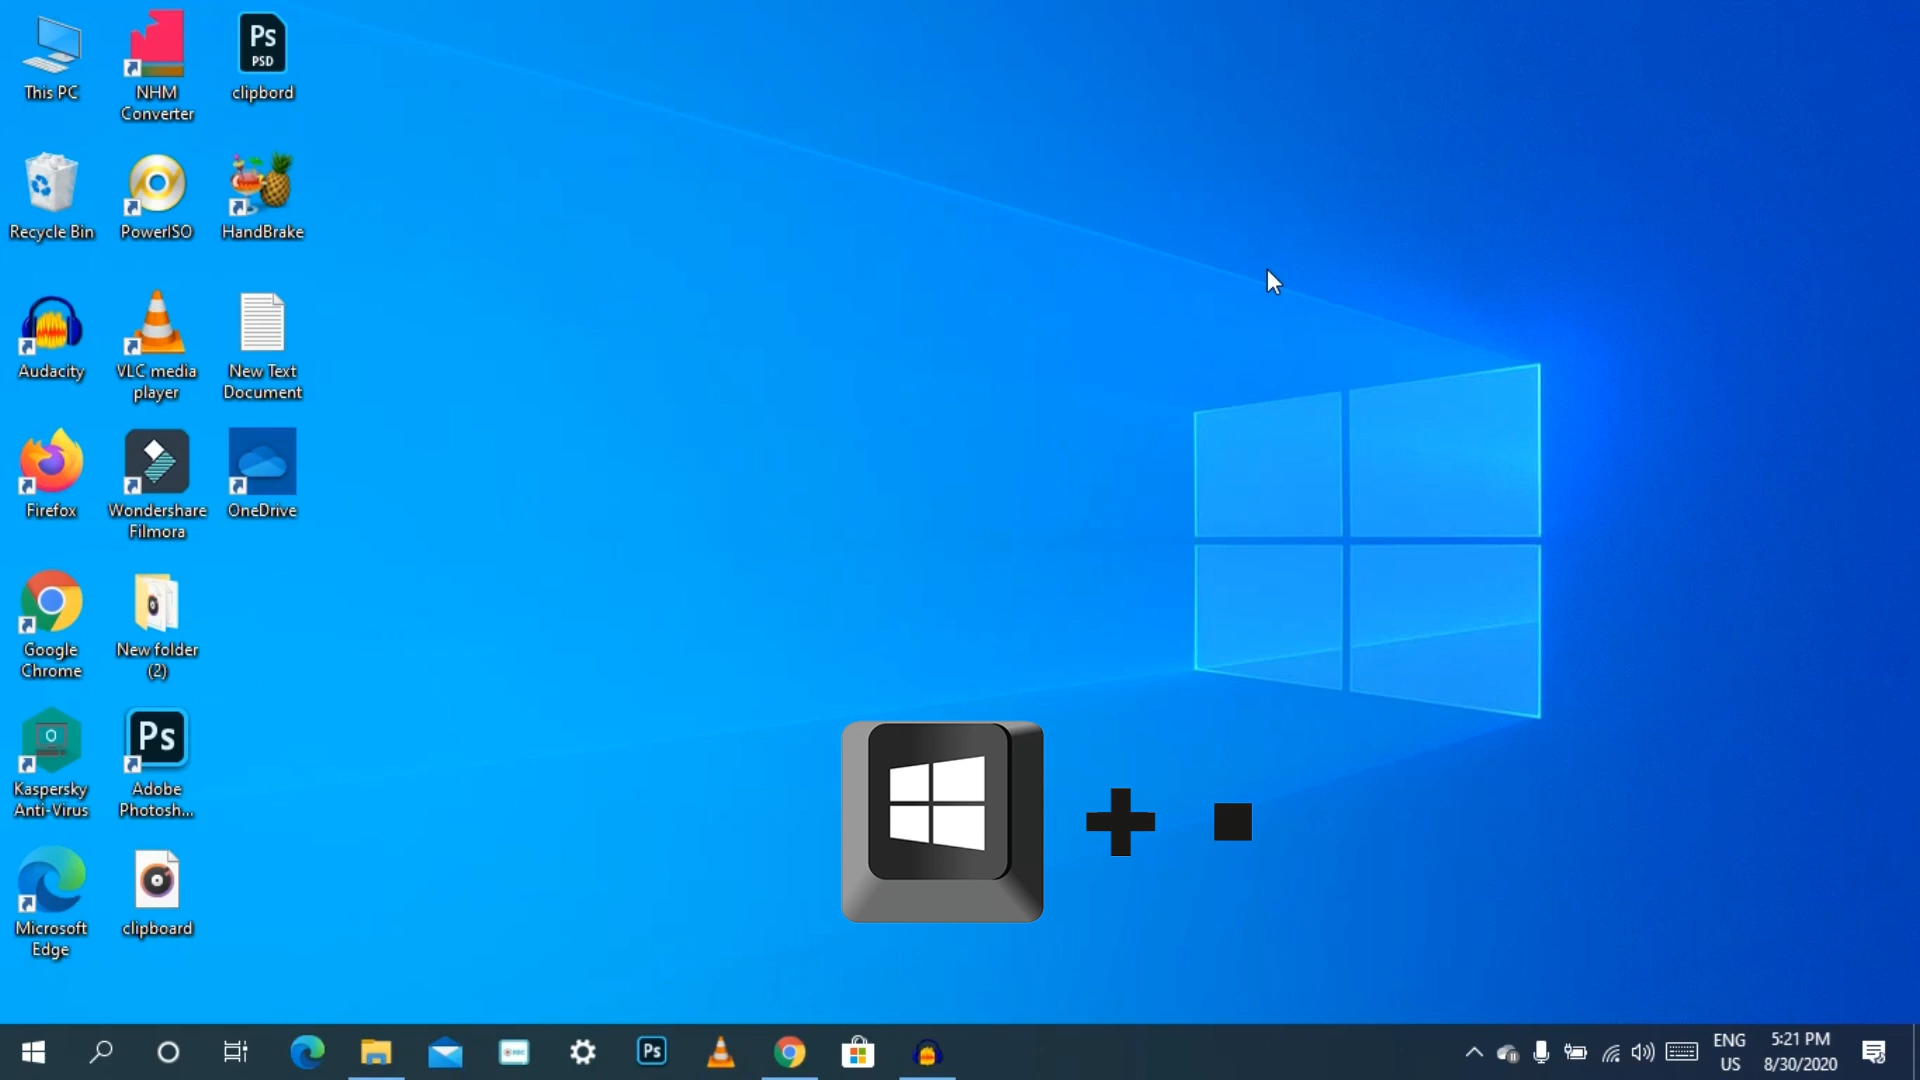 This PC
NHM
Converter
Ps
PSD
clipbord
Recycle Bin
PowerISO
HandBrake
Audacity
VLC media
player
New Text
Document
Firefox
Wondershare
Filmora
OneDrive
Google
Chrome
New folder
(2)
Kaspersky
Anti-Virus
Ps
Adobe
Photosh...
Microsoft
Edge
clipboard
+ .
Ps
ENG
US
5:21 PM
8/30/2020